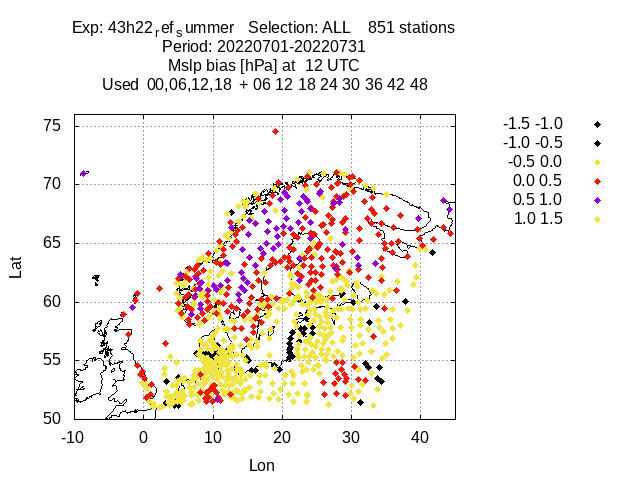 Exp: 43h22refsummer Selection: ALL 851 stations
Period: 20220701-20220731
Mslp bias [hPa] at 12 UTC
Used 00,06,12,18 + 06 12 18 24 30 36 42 48
-1.5 -1.0
-1.0 -0.5
-0.5 0.0
0.0 0.5
0.5 1.0
1.0 1.5
75
70
65
60
55
50
Lat
-10 0 10 20 30 40
Lon